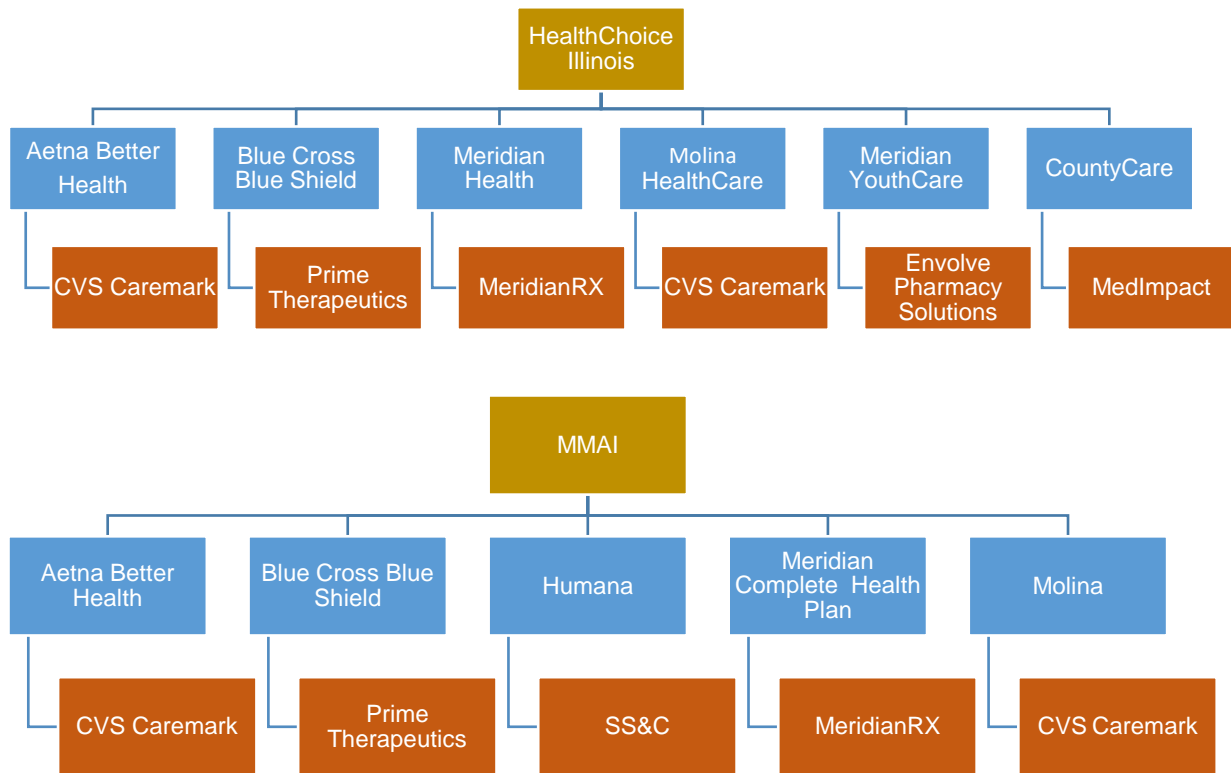 HealthChoice
Illinois
Aetna Better
Health
Blue Cross
Blue Shield
Meridian
Health
Molina
HealthCare
Meridian
YouthCare
CountyCare
CVS Caremark
Prime
Therapeutics
MeridianRX
CVS Caremark
Envolve
Pharmacy
Solutions
MedImpact
MMAI
Aetna Better
Health
Blue Cross Blue
Shield
Humana
Meridian
Complete Health
Plan
Molina
CVS Caremark
Prime
Therapeutics
SS&C
MeridianRX
CVS Caremark